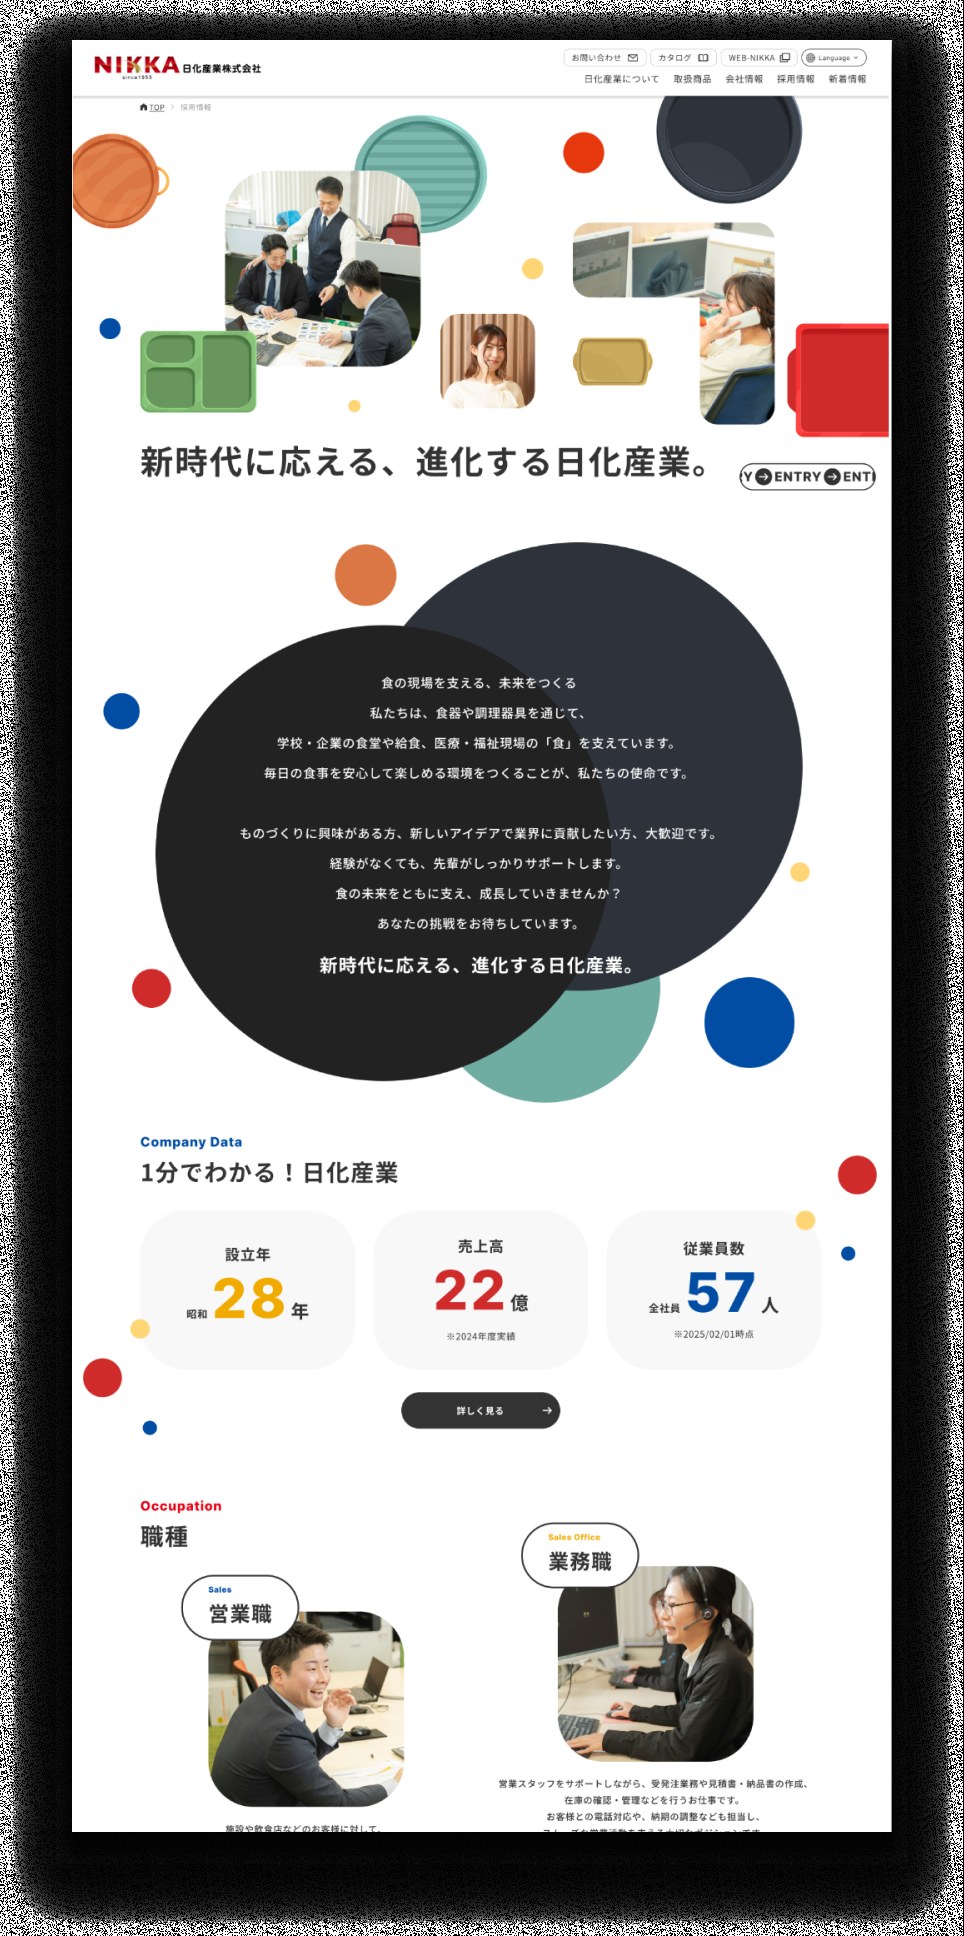 NIKKA 日化産業株式会社
since1953
お問い合わせ カタログ WEB-NIKKA Language
日化産業について 取扱商品 会社情報 採用情報 新着情報
TOP 採用情報
新時代に応える、進化する日化産業。
Y ENTRY ENT
食の現場を支える、未来をつくる
私たちは、食器や調理器具を通じて、
学校・企業の食堂や給食、医療・福祉現場の「食」を支えています。
毎日の食事を安心して楽しめる環境をつくることが、私たちの使命です。
ものづくりに興味がある方、新しいアイデアで業界に貢献したい方、大歓迎です。
経験がなくても、先輩がしっかりサポートします。
食の未来をともに支え、成長していきませんか？
あなたの挑戦をお待ちしています。
新時代に応える、進化する日化産業。
Company Data
1分でわかる！日化産業
設立年
昭和 28 年
売上高
22 億
※2024年度実績
従業員数
全社員 57 人
※2025/02/01時点
詳しく見る
Occupation
職種
Sales
営業職
施設や飲食店などのお客様に対して、
Sales Office
業務職
営業スタッフをサポートしながら、受発注業務や見積書・納品書の作成、
在庫の確認・管理などを行うお仕事です。
お客様との電話対応や、納期の調整なども担当し、